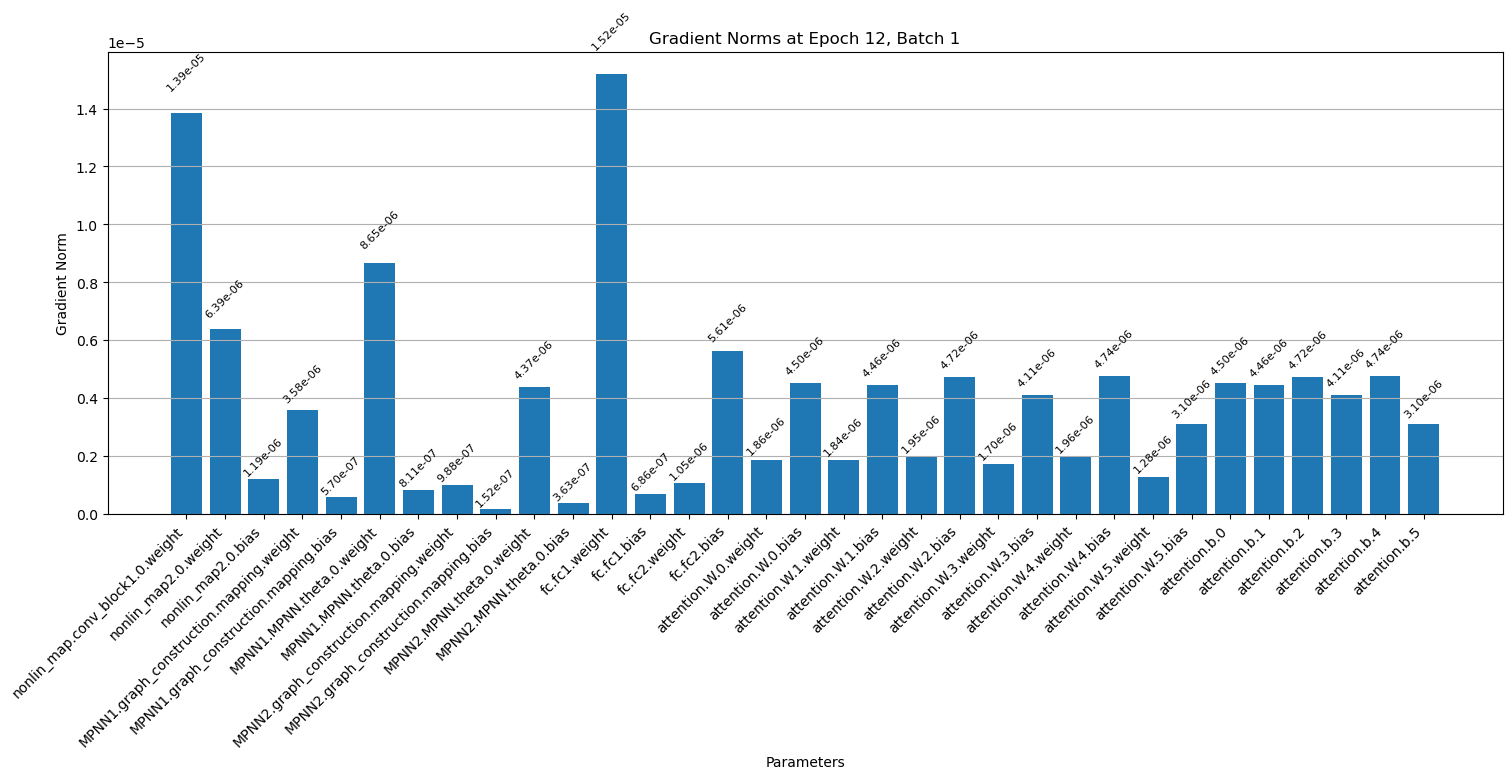 Gradient Norms at Epoch 12, Batch 1
1e−5
Gradient Norm
1.4
1.2
1.0
0.8
0.6
0.4
0.2
0.0
1.39e-05
6.39e-06
1.19e-06
3.58e-06
5.70e-07
8.65e-06
8.11e-07
9.88e-07
1.52e-07
4.37e-06
3.63e-07
1.52e-05
6.86e-07
1.05e-06
5.61e-06
1.86e-06
4.50e-06
1.84e-06
4.46e-06
1.95e-06
4.72e-06
1.70e-06
4.11e-06
1.96e-06
4.74e-06
1.28e-06
3.10e-06
4.50e-06
4.46e-06
4.72e-06
4.11e-06
4.74e-06
3.10e-06
nonlin_map.conv_block1.0.weight
nonlin_map2.0.weight
nonlin_map2.0.bias
MPNN1.graph_construction.mapping.weight
MPNN1.graph_construction.mapping.bias
MPNN1.MPNN.theta.0.weight
MPNN1.MPNN.theta.0.bias
MPNN2.graph_construction.mapping.weight
MPNN2.graph_construction.mapping.bias
MPNN2.MPNN.theta.0.weight
MPNN2.MPNN.theta.0.bias
fc.fc1.weight
fc.fc1.bias
fc.fc2.weight
fc.fc2.bias
attention.W.0.weight
attention.W.0.bias
attention.W.1.weight
attention.W.1.bias
attention.W.2.weight
attention.W.2.bias
attention.W.3.weight
attention.W.3.bias
attention.W.4.weight
attention.W.4.bias
attention.W.5.weight
attention.W.5.bias
attention.b.0
attention.b.1
attention.b.2
attention.b.3
attention.b.4
attention.b.5
Parameters